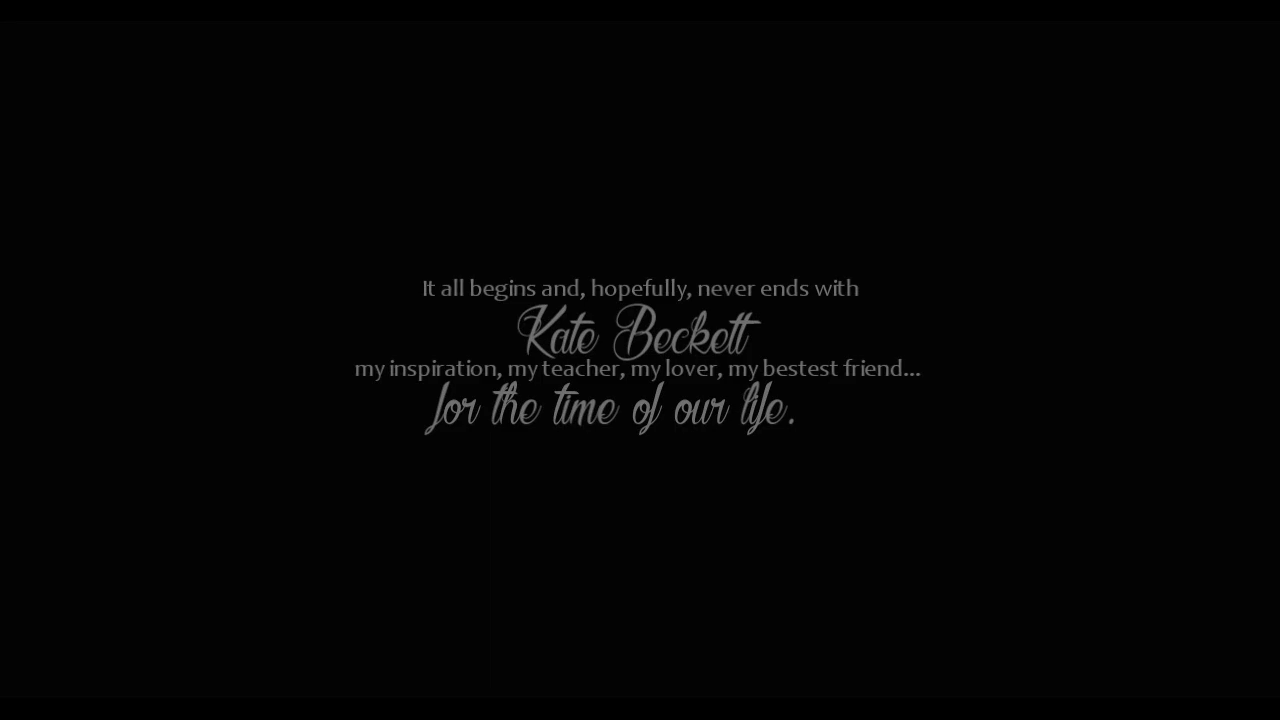 It all begins and, hopefully, never ends with
Kate Beckett
my inspiration, my teacher, my lover, my bestest friend...
for the time of our life.